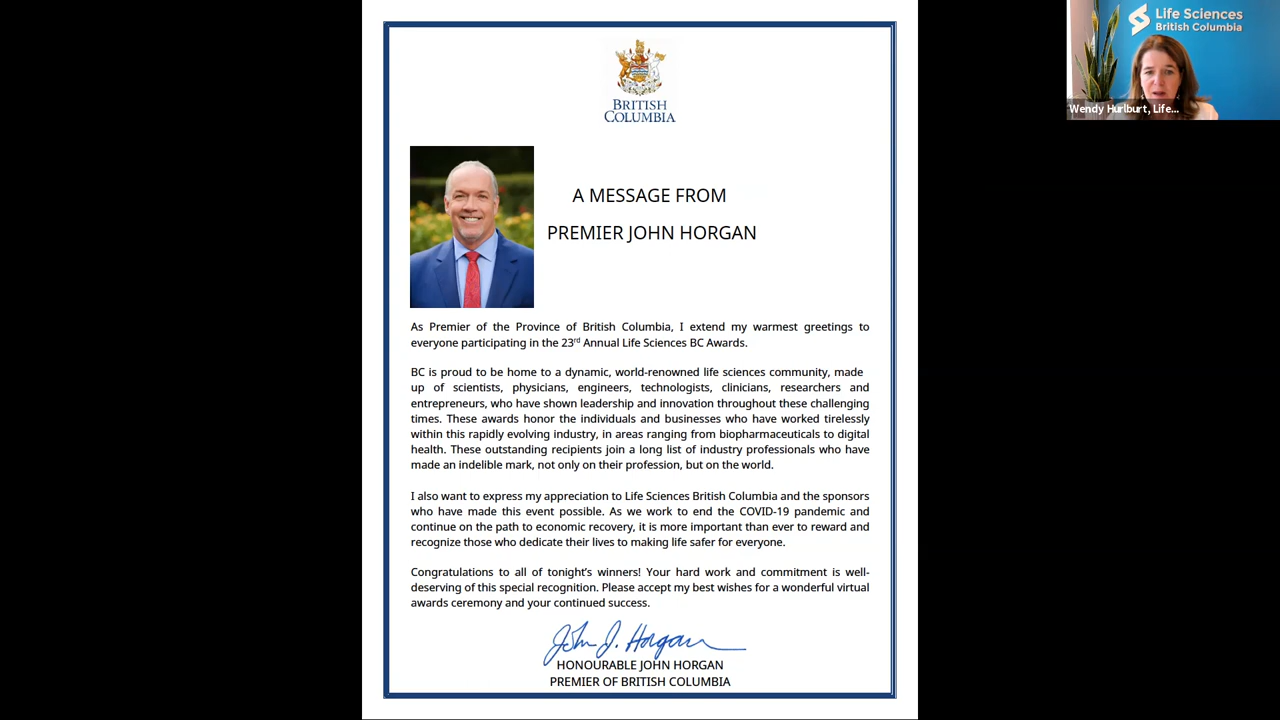 BRITISH
COLUMBIA
A MESSAGE FROM
PREMIER JOHN HORGAN
As Premier of the Province of British Columbia, I extend my warmest greetings to
everyone participating in the 23rd Annual Life Sciences BC Awards.
BC is proud to be home to a dynamic, world-renowned life sciences community, made
up of scientists, physicians, engineers, technologists, clinicians, researchers and
entrepreneurs, who have shown leadership and innovation throughout these challenging
times. These awards honor the individuals and businesses who have worked tirelessly
within this rapidly evolving industry, in areas ranging from biopharmaceuticals to digital
health. These outstanding recipients join a long list of industry professionals who have
made an indelible mark, not only on their profession, but on the world.
I also want to express my appreciation to Life Sciences British Columbia and the sponsors
who have made this event possible. As we work to end the COVID-19 pandemic and
continue on the path to economic recovery, it is more important than ever to reward and
recognize those who dedicate their lives to making life safer for everyone.
Congratulations to all of tonight's winners! Your hard work and commitment is well-
deserving of this special recognition. Please accept my best wishes for a wonderful virtual
awards ceremony and your continued success.
John J. Horgan
HONOURABLE JOHN HORGAN
PREMIER OF BRITISH COLUMBIA
Life Sciences
British Columbia
Wendy Hurlburt, Life...